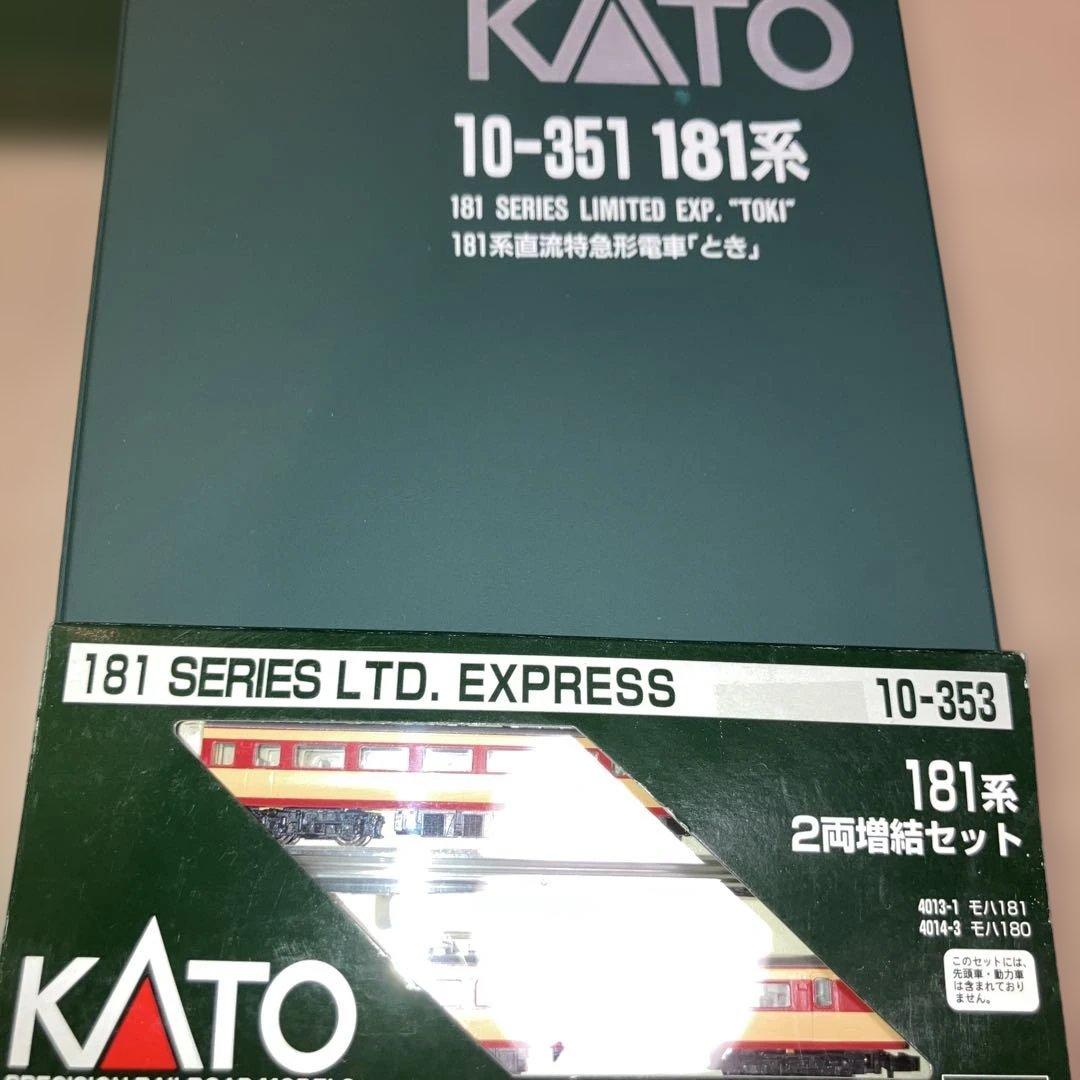 KATO
10-351 181系
181 SERIES LIMITED EXP. "TOKI"
181系直流特急形電車「とき」
181 SERIES LTD. EXPRESS
10-353
181系
2両増結セット
4013-1 モハ181
4014-3 モハ180
このセットには、
先頭車・動力車
は含まれており
ません。
KATO
PRECISION RAILROAD MODELS